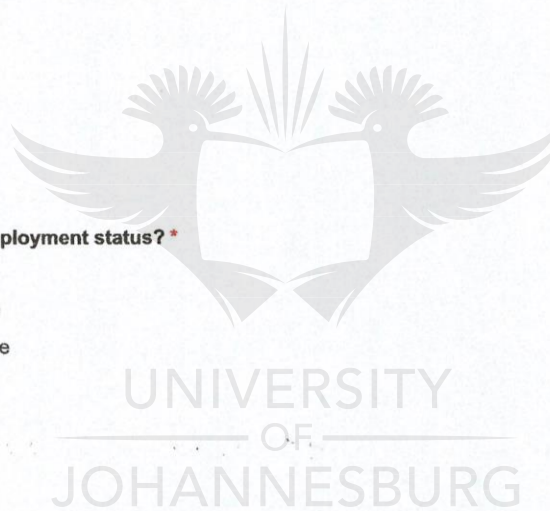 ployment status? *
e
UNIVERSITY
OF
JOHANNESBURG